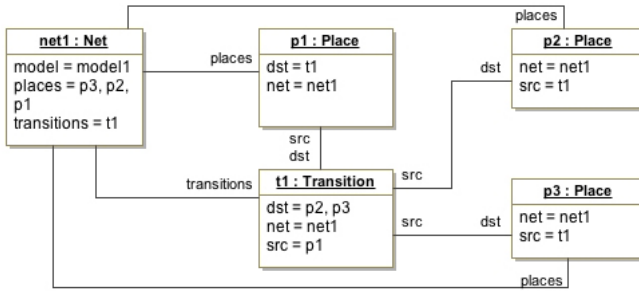 places
net1 : Net
model = model1
places = p3, p2,
p1
transitions = t1
places
p1 : Place
dst = t1
net = net1
dst
p2 : Place
net = net1
src = t1
src
dst
transitions
t1 : Transition
dst = p2, p3
net = net1
src = p1
src
src
dst
p3 : Place
net = net1
src = t1
places